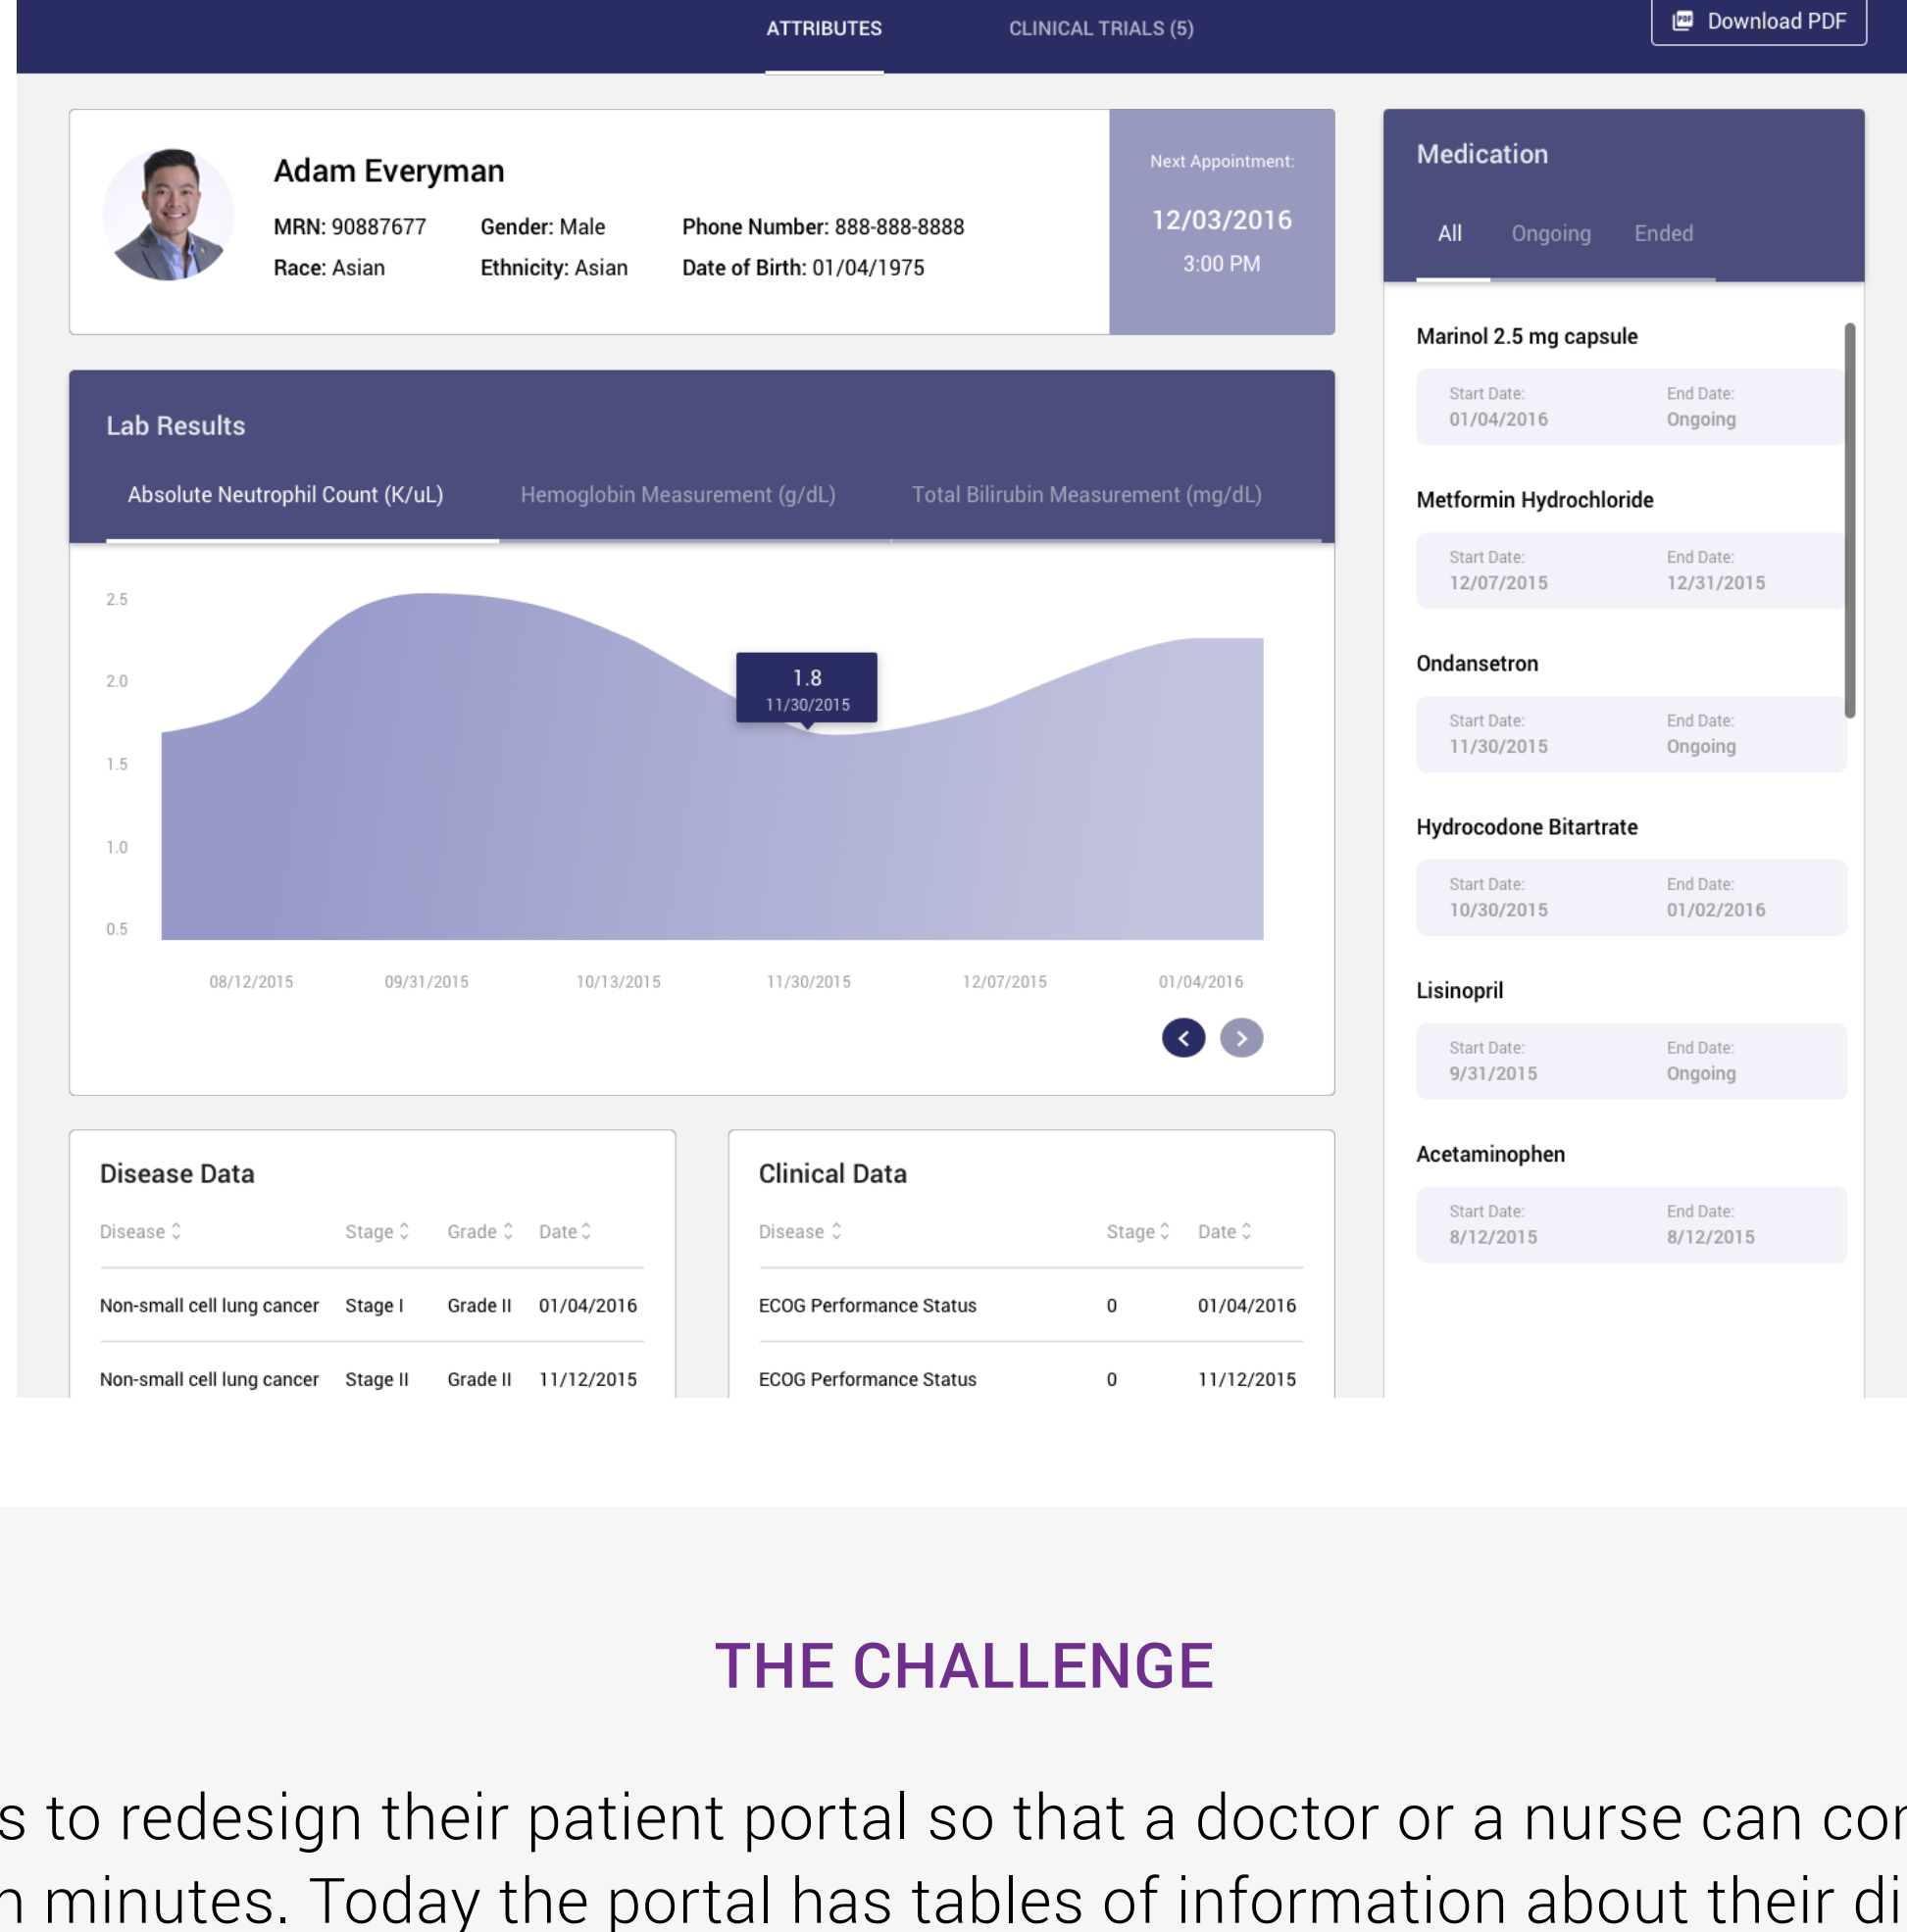 ATTRIBUTES
CLINICAL TRIALS (5)
PDF
Download PDF
Adam Everyman
MRN: 90887677
Gender: Male
Phone Number: 888-888-8888
Race: Asian
Ethnicity: Asian
Date of Birth: 01/04/1975
Next Appointment:
12/03/2016
3:00 PM
Lab Results
Absolute Neutrophil Count (K/uL)
Hemoglobin Measurement (g/dL)
Total Bilirubin Measurement (mg/dL)
2.5
2.0
1.5
1.0
0.5
1.8
11/30/2015
08/12/2015
09/31/2015
10/13/2015
11/30/2015
12/07/2015
01/04/2016
Disease Data
Disease Stage Grade Date
Non-small cell lung cancer Stage I Grade II 01/04/2016
Non-small cell lung cancer Stage II Grade II 11/12/2015
Clinical Data
Disease Stage Date
ECOG Performance Status 0 01/04/2016
ECOG Performance Status 0 11/12/2015
Medication
All
Ongoing
Ended
Marinol 2.5 mg capsule
Start Date: End Date:
01/04/2016 Ongoing
Metformin Hydrochloride
Start Date: End Date:
12/07/2015 12/31/2015
Ondansetron
Start Date: End Date:
11/30/2015 Ongoing
Hydrocodone Bitartrate
Start Date: End Date:
10/30/2015 01/02/2016
Lisinopril
Start Date: End Date:
9/31/2015 Ongoing
Acetaminophen
Start Date: End Date:
8/12/2015 8/12/2015
THE CHALLENGE
to redesign their patient portal so that a doctor or a nurse can
minutes. Today the portal has tables of information about their